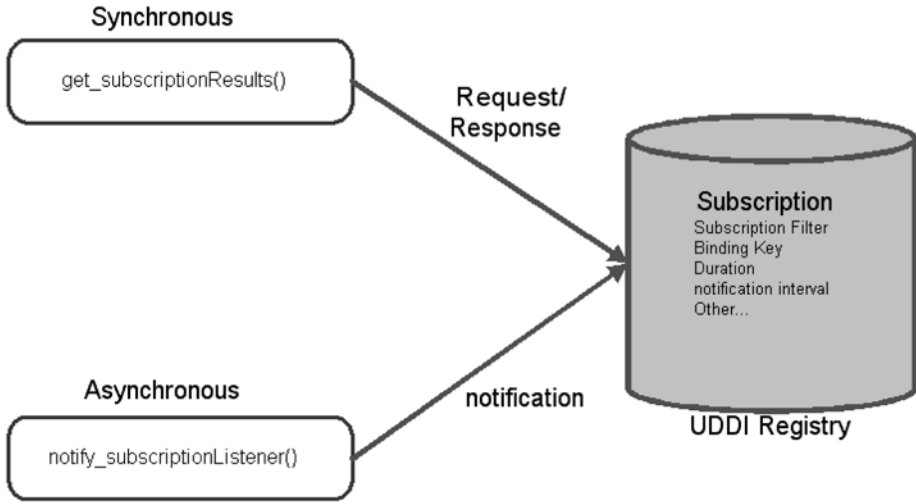 Synchronous
get_subscriptionResults()
Request/
Response
Subscription
Subscription Filter
Binding Key
Duration
notification interval
Other...
Asynchronous
notification
UDDI Registry
notify_subscriptionListener()